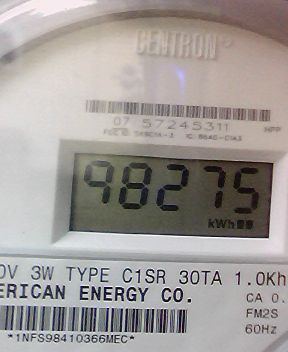 CENTRON®
07 57245311
HPP
98275
kWh
0V 3W TYPE C1SR 30TA 1.0Kh
ERICAN ENERGY CO.
CA 0.
FM2S
60Hz
*1NFS98410366MEC*